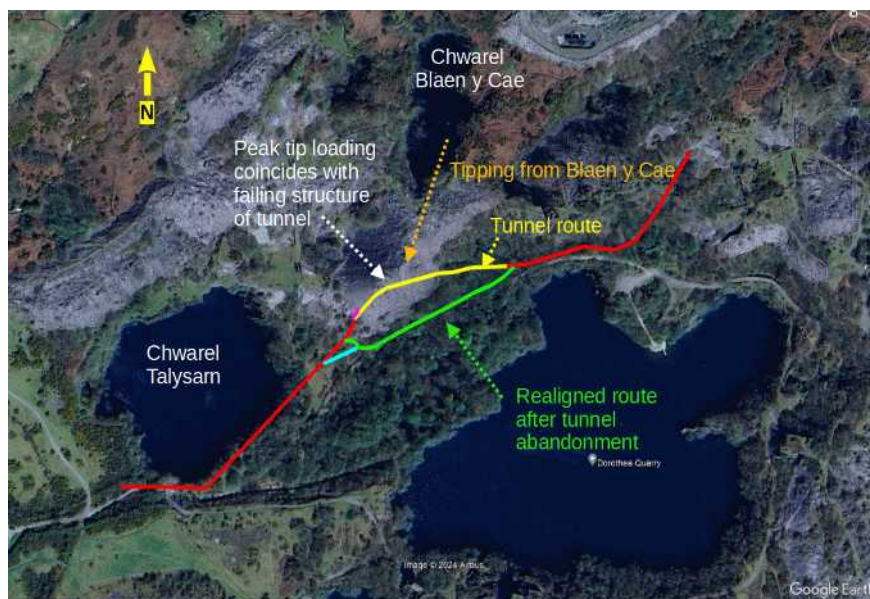 Chwarel
Blaen y Cae
N
Peak tip loading
coincides with
failing structure
of tunnel
Tipping from Blaen y Cae
Tunnel route
Chwarel
Talysarn
Realigned route
after tunnel
abandonment
Dorothea Quarry
Image © 2024 Airbus
Google Earth